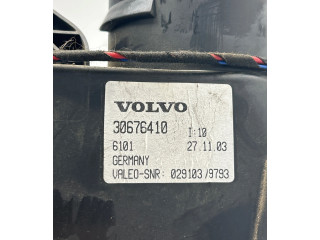 VOLVO
30676410 I:10
6101 27.11.03
GERMANY
VALEO-SNR: 029103/9793